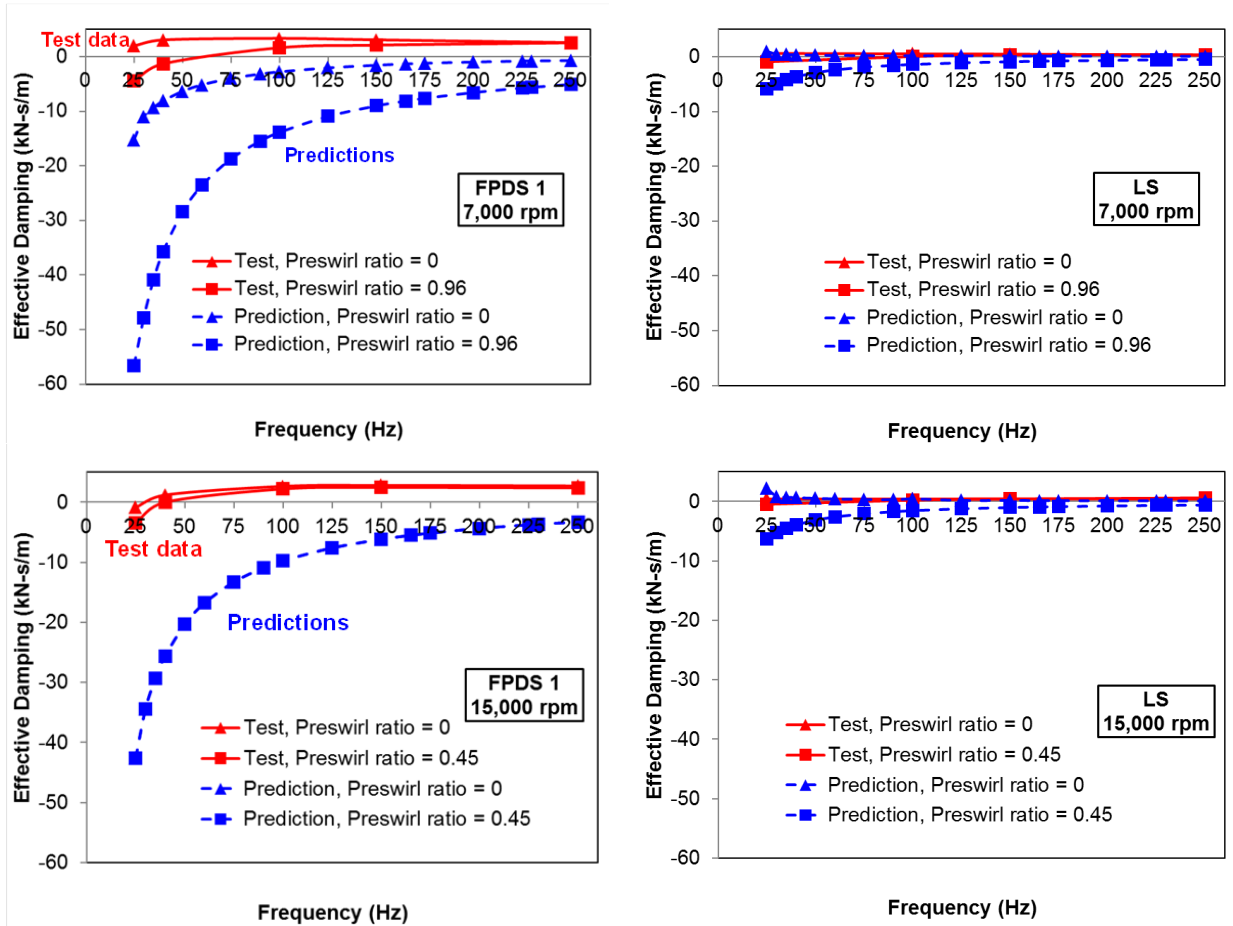 Test data
0
-10
-20
-30
-40
-50
-60
0 25 50 75 100 125 150 175 200 225 250
Effective Damping (kN-s/m)
Predictions
FPDS 1
7,000 rpm
Test, Preswirl ratio = 0
Test, Preswirl ratio = 0.96
Prediction, Preswirl ratio = 0
Prediction, Preswirl ratio = 0.96
Frequency (Hz)
0
-10
-20
-30
-40
-50
-60
0 25 50 75 100 125 150 175 200 225 250
Effective Damping (kN-s/m)
LS
7,000 rpm
Test, Preswirl ratio = 0
Test, Preswirl ratio = 0.96
Prediction, Preswirl ratio = 0
Prediction, Preswirl ratio = 0.96
Frequency (Hz)
0
-10
-20
-30
-40
-50
-60
0 25 50 75 100 125 150 175 200 225 250
Effective Damping (kN-s/m)
Test data
Predictions
FPDS 1
15,000 rpm
Test, Preswirl ratio = 0
Test, Preswirl ratio = 0.45
Prediction, Preswirl ratio = 0
Prediction, Preswirl ratio = 0.45
Frequency (Hz)
0
-10
-20
-30
-40
-50
-60
0 25 50 75 100 125 150 175 200 225 250
Effective Damping (kN-s/m)
LS
15,000 rpm
Test, Preswirl ratio = 0
Test, Preswirl ratio = 0.45
Prediction, Preswirl ratio = 0
Prediction, Preswirl ratio = 0.45
Frequency (Hz)